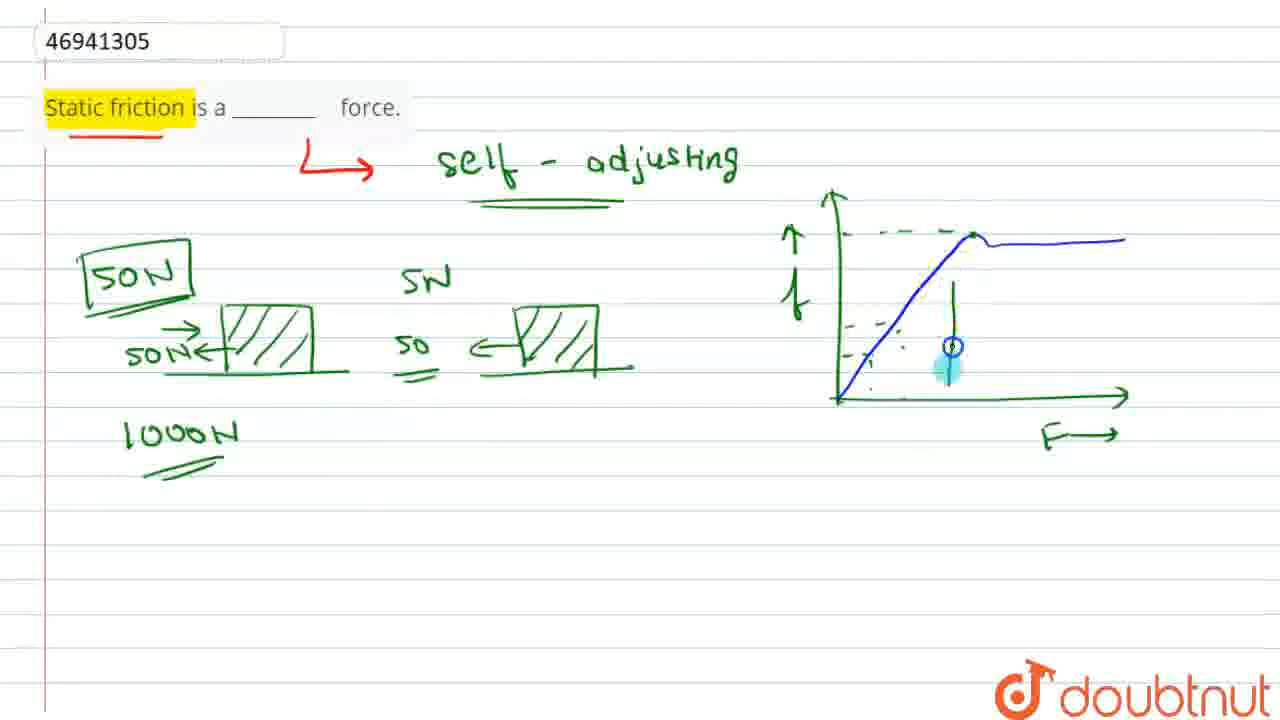 46941305
Static friction is a ________ force.
self - adjusting
50N
50N
1000N
5N
50
f
F
doubtnut